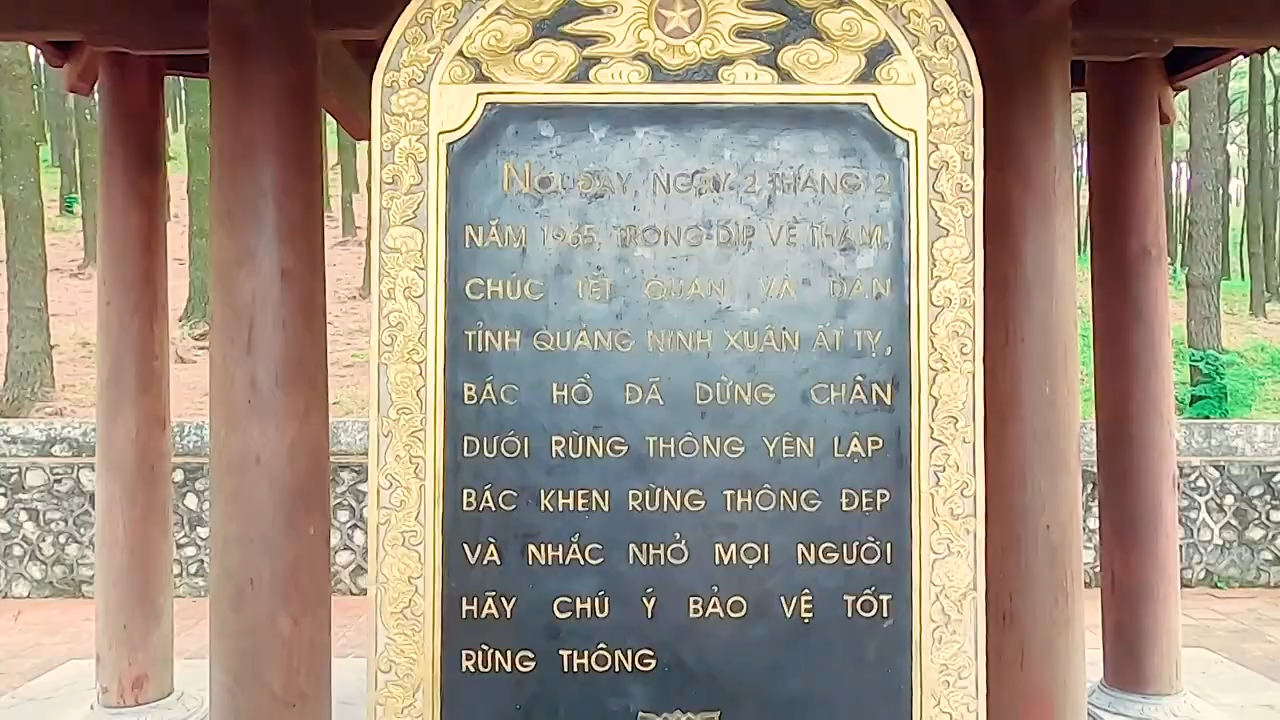 NƠI ĐÂY, NGÀY 2 THÁNG 2
NĂM 1965, TRONG DỊP VỀ THĂM,
CHÚC TẾT QUÂN VÀ DÂN
TỈNH QUẢNG NINH XUÂN ẤT TỴ,
BÁC HỒ ĐÃ DỪNG CHÂN
DƯỚI RỪNG THÔNG YÊN LẬP.
BÁC KHEN RỪNG THÔNG ĐẸP
VÀ NHẮC NHỞ MỌI NGƯỜI
HÃY CHÚ Ý BẢO VỆ TỐT
RỪNG THÔNG